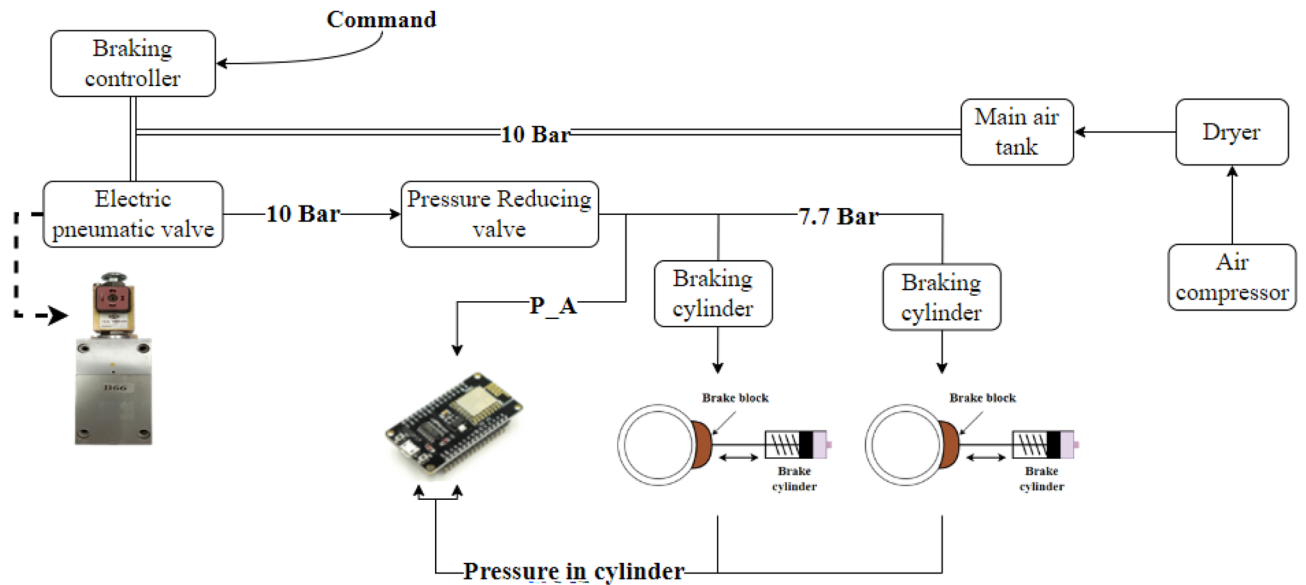 Command
Braking
controller
10 Bar
Main air
tank
Dryer
Electric
pneumatic valve
10 Bar
Pressure Reducing
valve
7.7 Bar
Air
compressor
Braking
cylinder
Braking
cylinder
P_A
B66
Brake block
Brake
cylinder
Brake block
Brake
cylinder
Pressure in cylinder